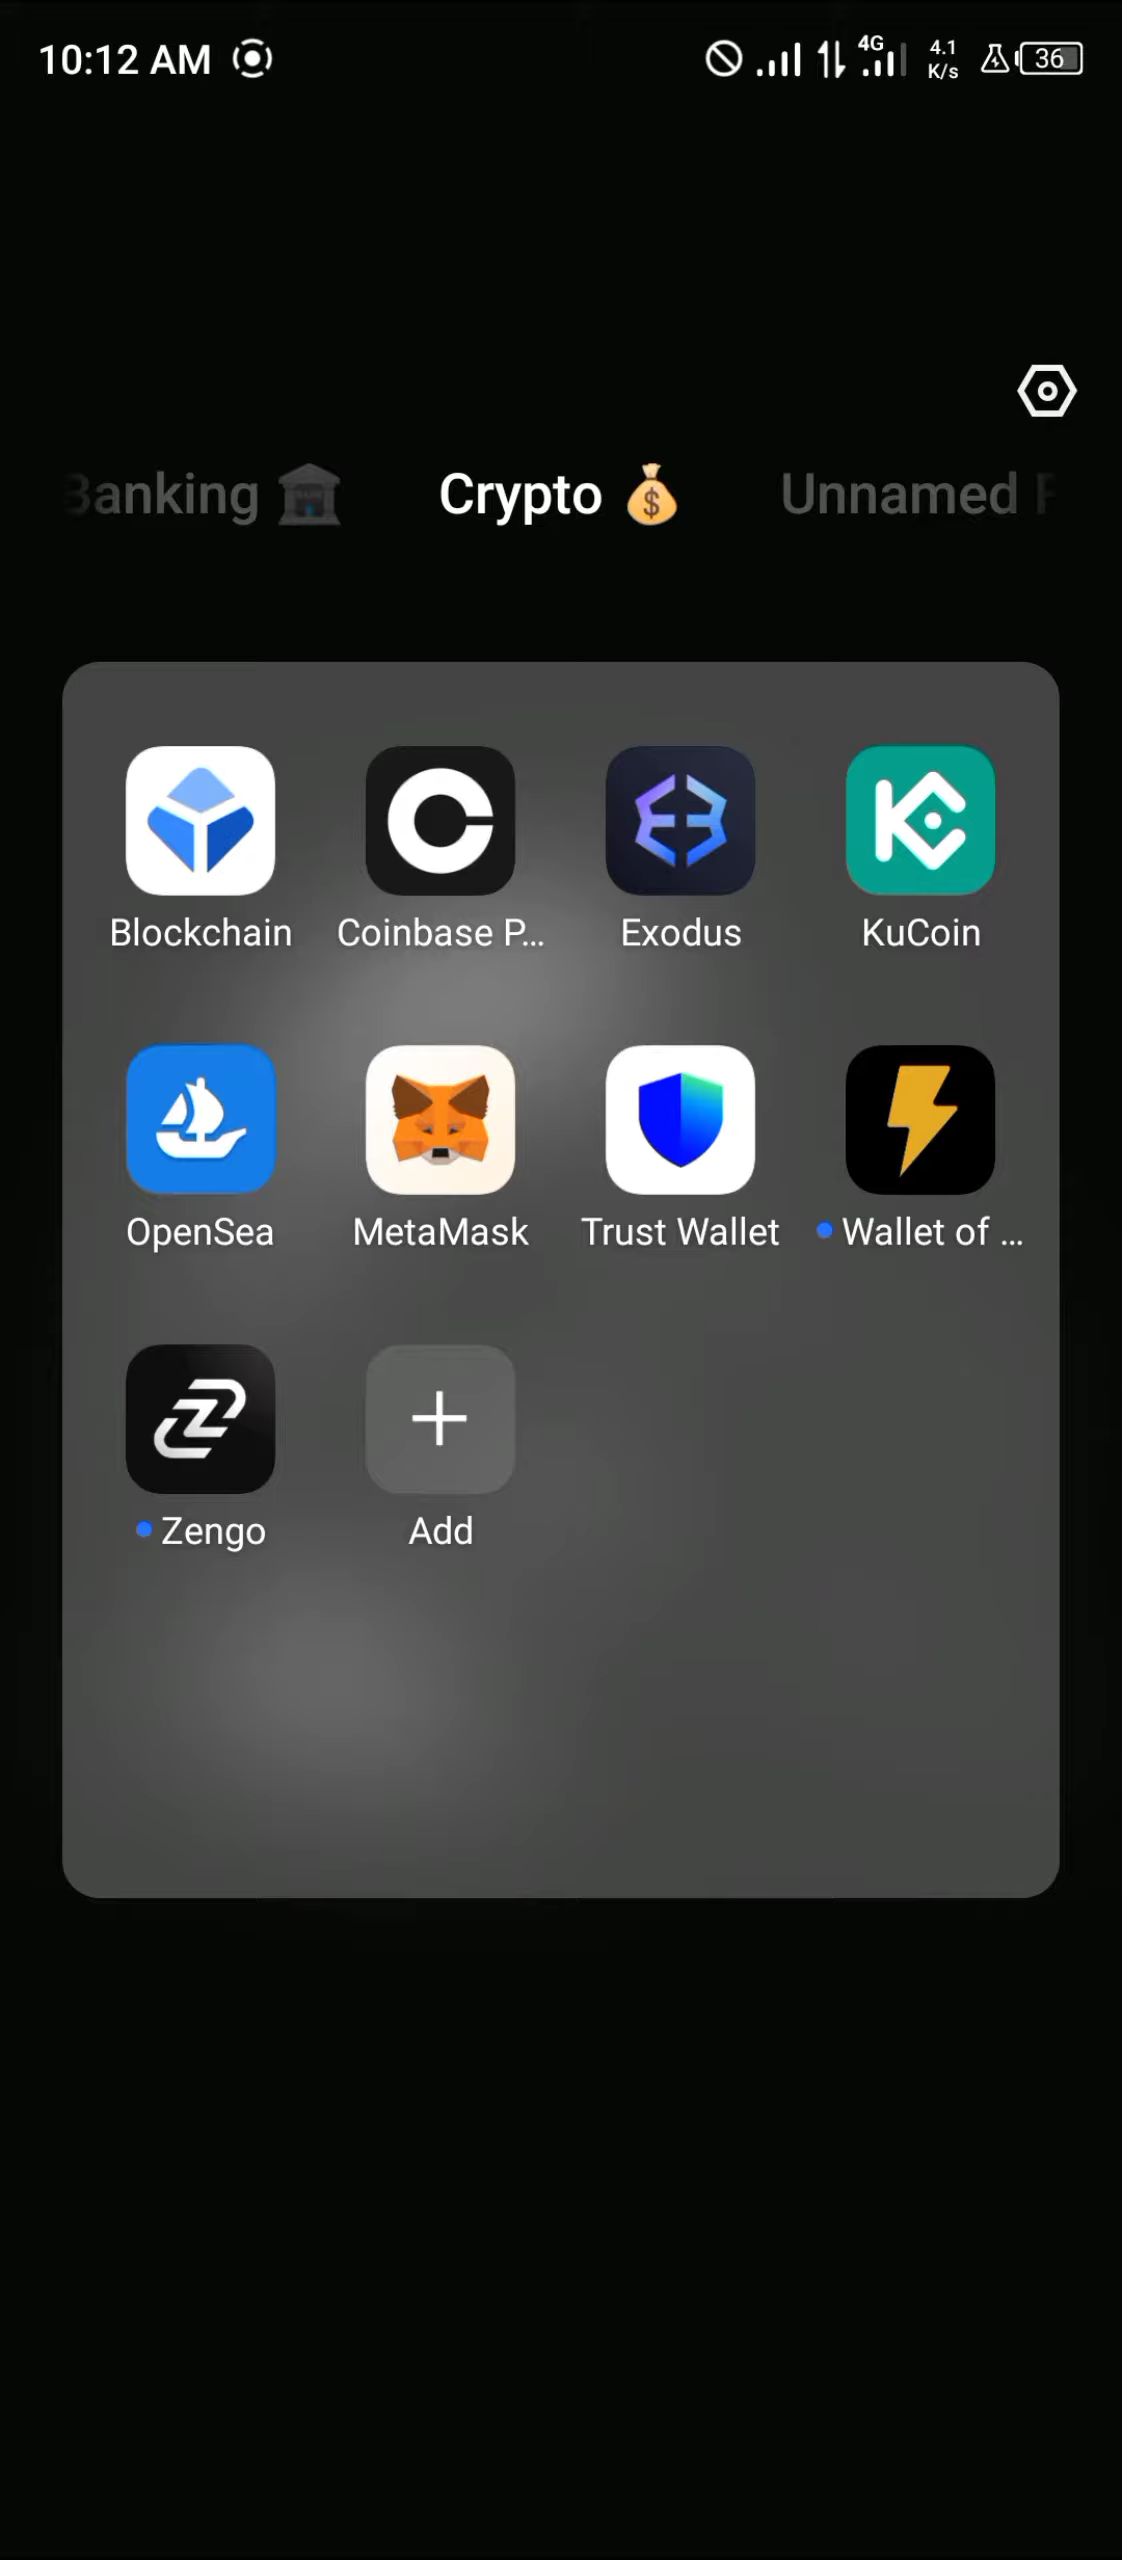 10:12 AM 4G 4.1 K/s 36
Banking Crypto Unnamed
Blockchain Coinbase P... Exodus KuCoin
OpenSea MetaMask Trust Wallet Wallet of ...
Zengo Add